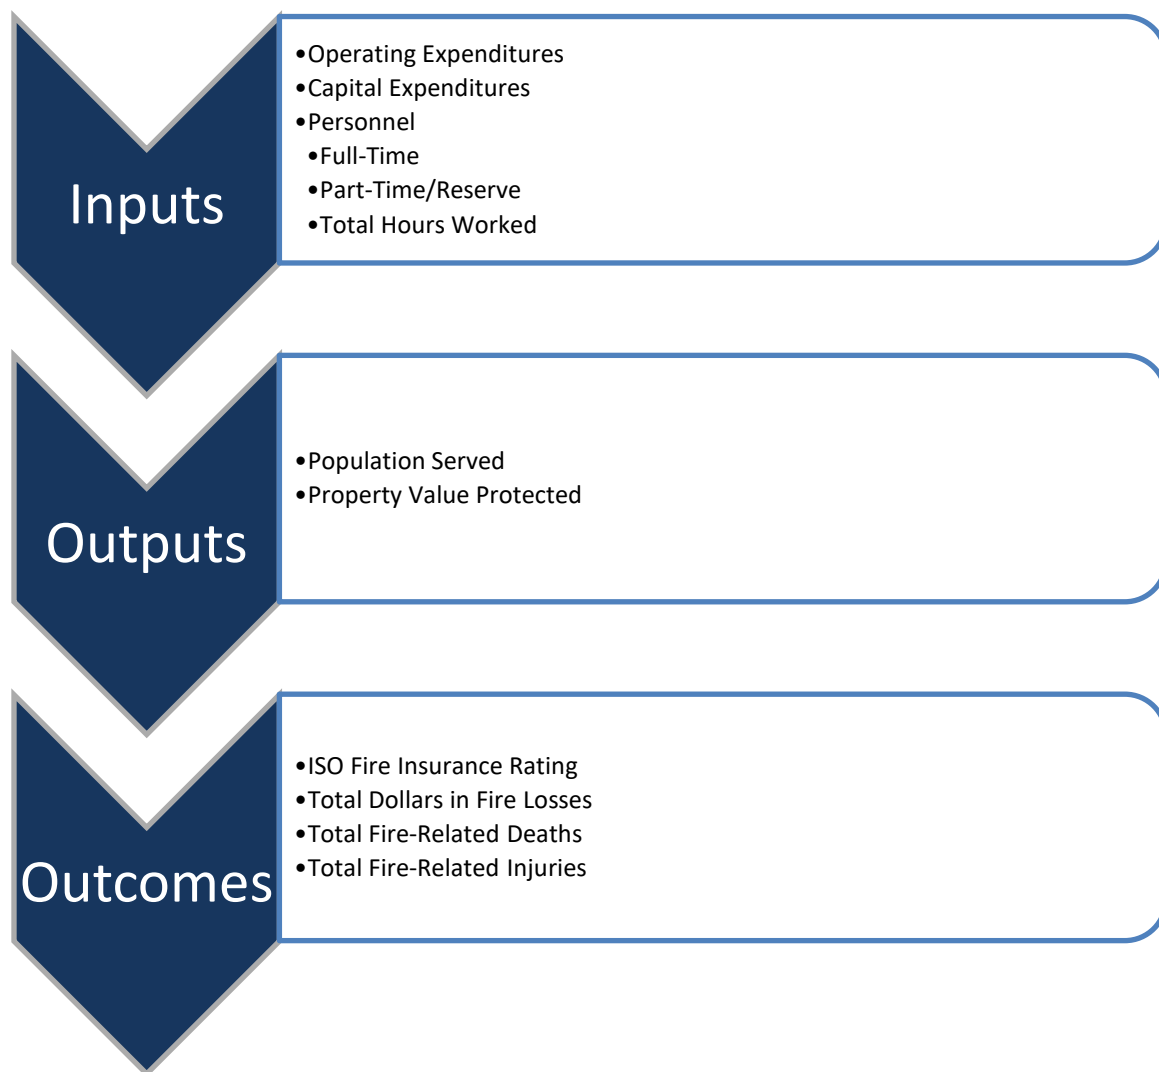 Inputs
•Operating Expenditures
•Capital Expenditures
•Personnel
•Full-Time
•Part-Time/Reserve
•Total Hours Worked
Outputs
•Population Served
•Property Value Protected
Outcomes
•ISO Fire Insurance Rating
•Total Dollars in Fire Losses
•Total Fire-Related Deaths
•Total Fire-Related Injuries